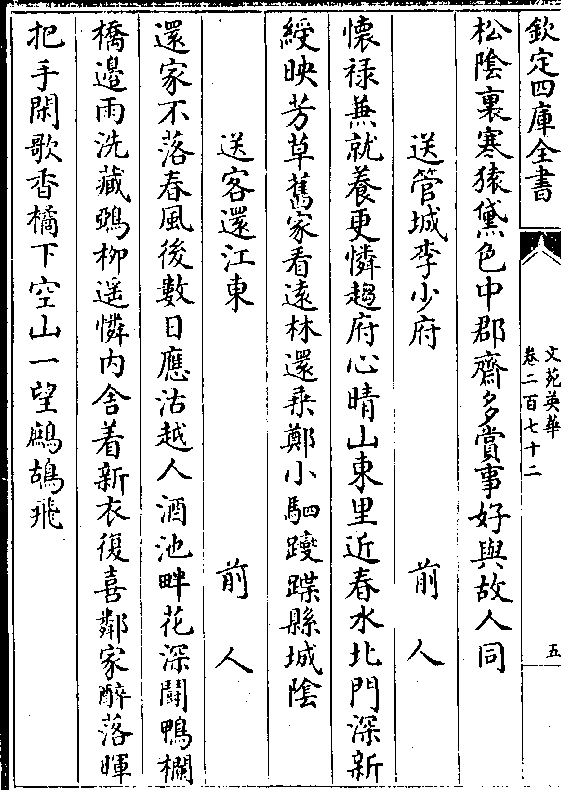 欽定四庫全書
文苑英華
卷二百七十二
五
松陰裏寒猿黛色中郡齋多賞事好與故人同
送管城李少府
前人
懷禄兼就養更憐趨府心晴山東里近春水北門深新
綬映芳草舊家看遠林還乗鄭小駟躞蹀縣城陰
送客還江東
前人
還家不落春風後數日應沽越人酒池畔花深鬭鴨欄
橋邉雨洗藏鴉柳遥憐内舍着新衣復喜鄰家醉落暉
把手閑歌香橘下空山一望鷓鴣飛